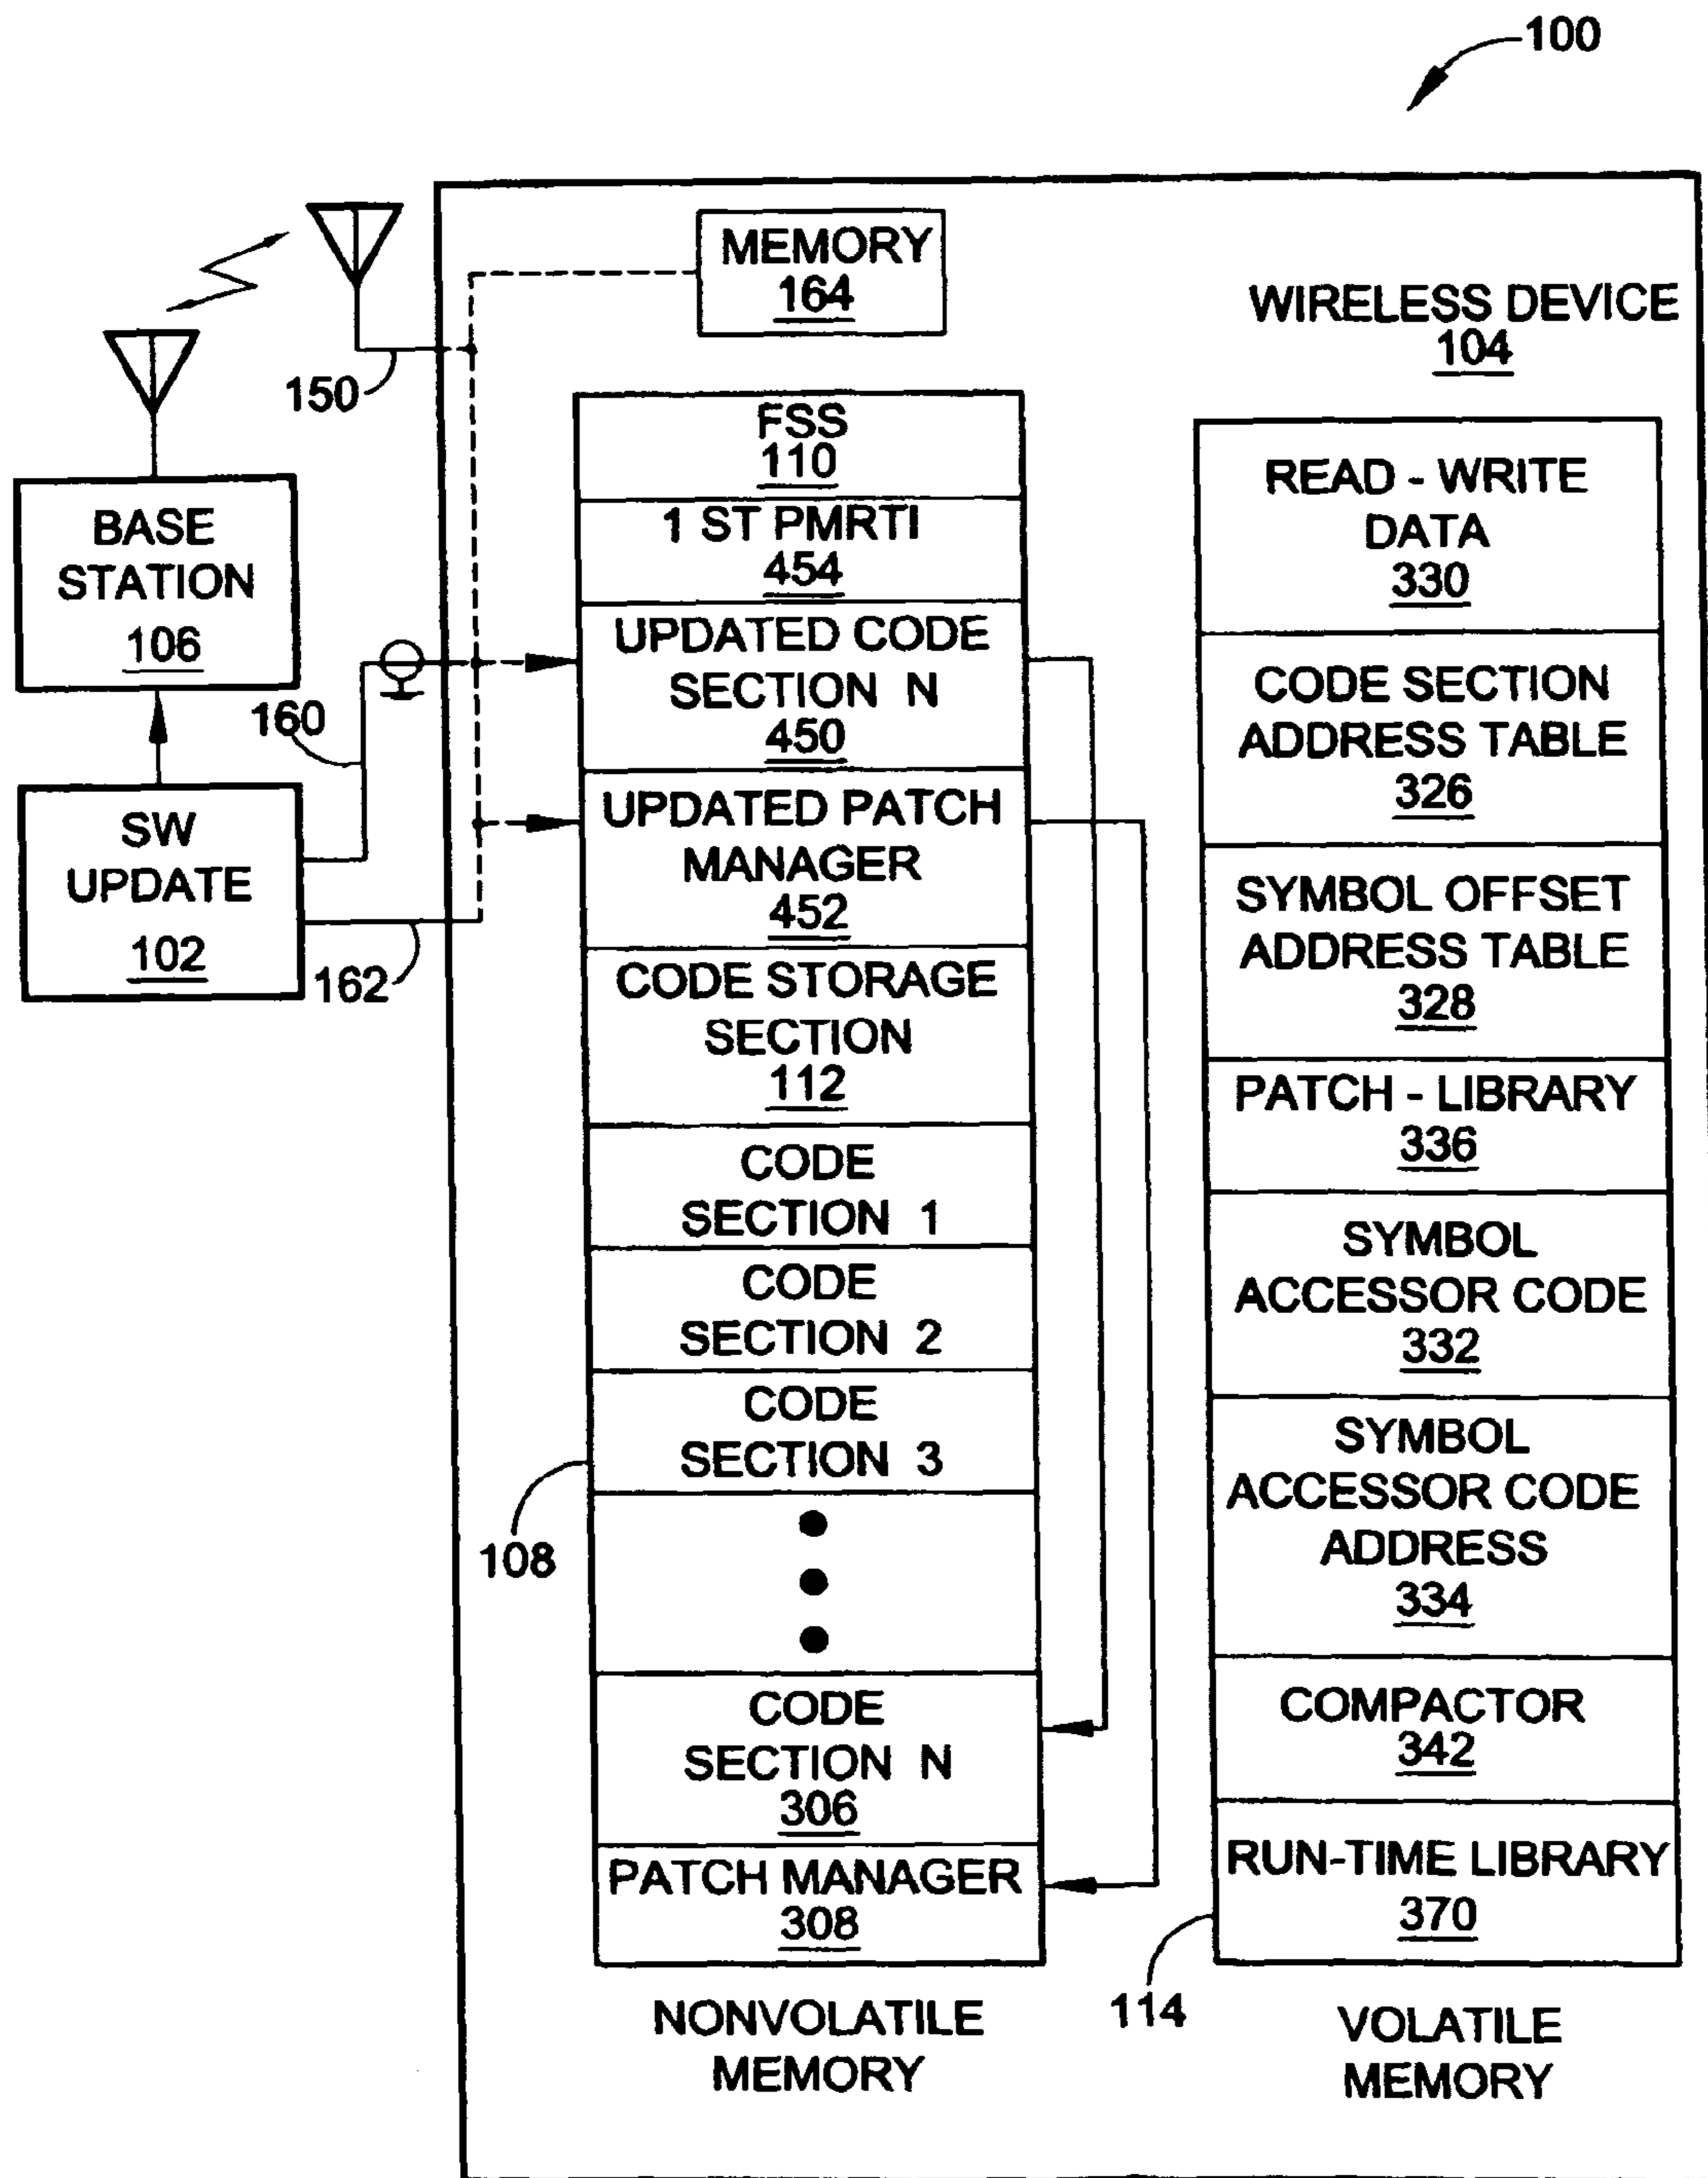 100
MEMORY
164
WIRELESS DEVICE
104
150
FSS
110
1 ST PMRTI
454
UPDATED CODE
SECTION N
450
UPDATED PATCH
MANAGER
452
CODE STORAGE
SECTION
112
CODE
SECTION 1
CODE
SECTION 2
CODE
SECTION 3
CODE
SECTION N
306
PATCH MANAGER
308
NONVOLATILE
MEMORY
BASE
STATION
106
160
SW
UPDATE
102
162
108
READ - WRITE
DATA
330
CODE SECTION
ADDRESS TABLE
326
SYMBOL OFFSET
ADDRESS TABLE
328
PATCH - LIBRARY
336
SYMBOL
ACCESSOR CODE
332
SYMBOL
ACCESSOR CODE
ADDRESS
334
COMPACTOR
342
RUN-TIME LIBRARY
370
114
VOLATILE
MEMORY